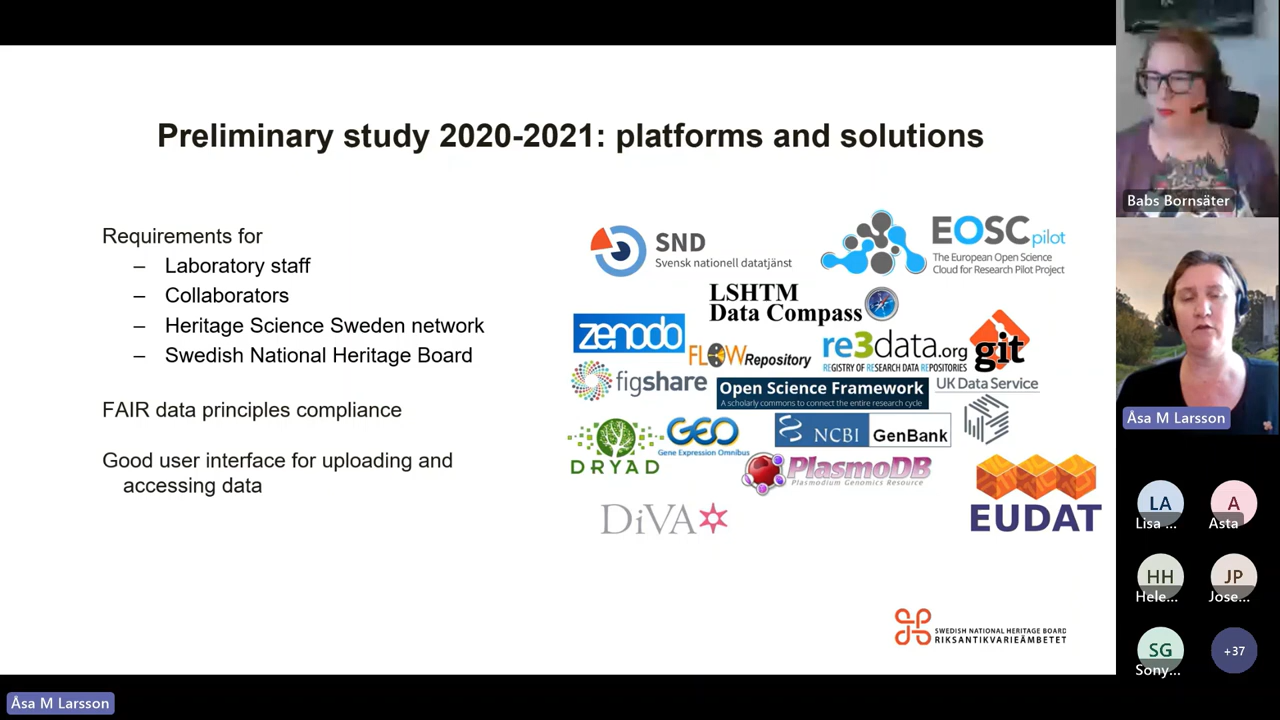 Preliminary study 2020-2021: platforms and solutions
Requirements for
– Laboratory staff
– Collaborators
– Heritage Science Sweden network
– Swedish National Heritage Board
FAIR data principles compliance
Good user interface for uploading and
accessing data
SND
Svensk nationell datatjänst
EOSCpilot
The European Open Science
Cloud for Research Pilot Project
LSHTM
Data Compass
zenodo
FLOWRepository
re3data.org
REGISTRY OF RESEARCH DATA REPOSITORIES
git
figshare
Open Science Framework
A scholarly commons to connect the entire research cycle
UK Data Service
DRYAD
GEO
Gene Expression Omnibus
NCBI
GenBank
PlasmoDB
Plasmodium Genomics Resource
DiVA
EUDAT
SWEDISH NATIONAL HERITAGE BOARD
RIKSANTIKVARIEÄMBETET
Babs Bornsäter
Åsa M Larsson
LA
Lisa ...
A
Asta
HH
Hele...
JP
Jose...
SG
Sony...
+37
Åsa M Larsson